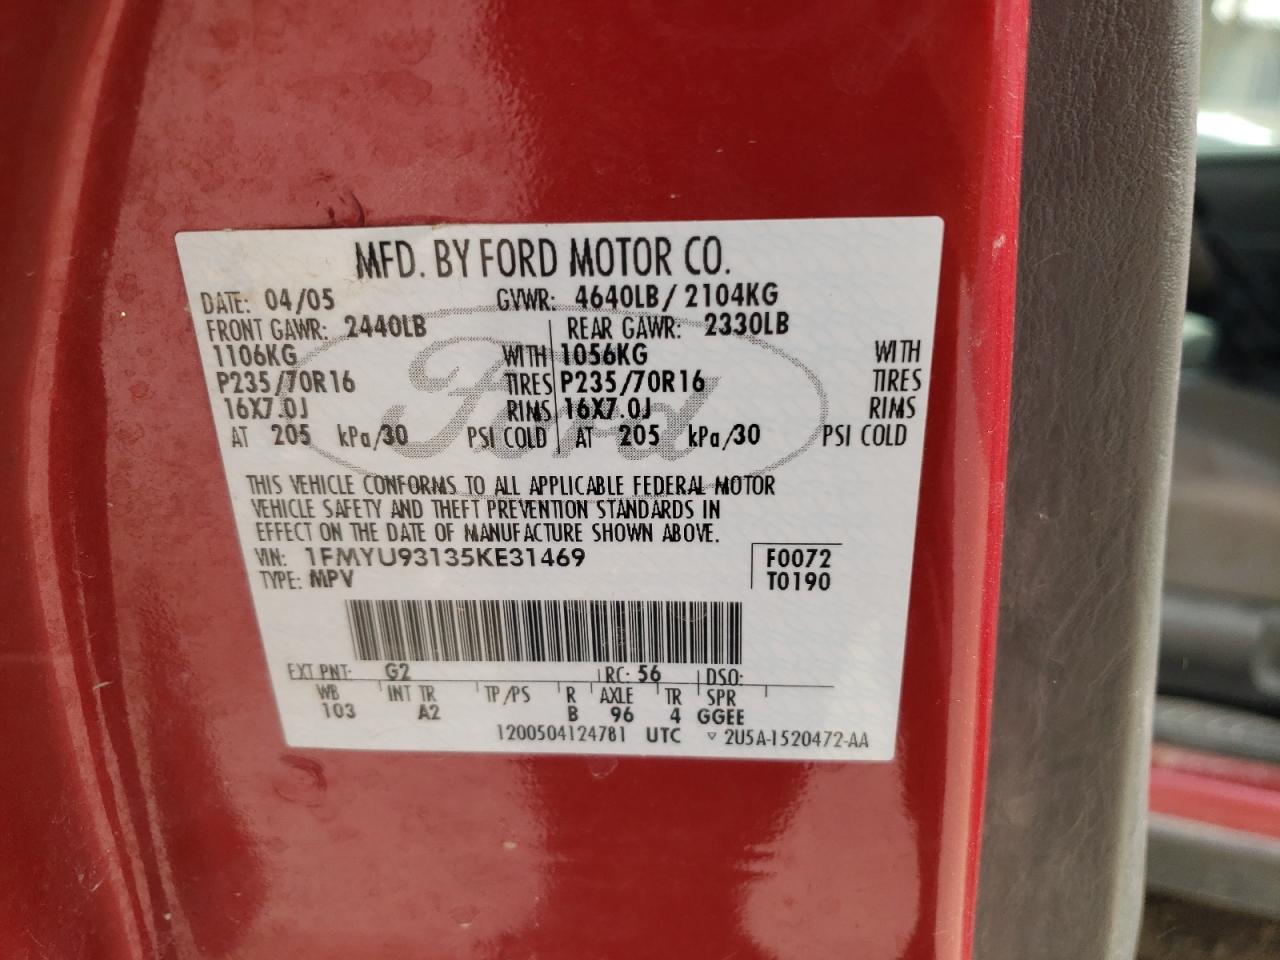 MFD. BY FORD MOTOR CO.
DATE: 04/05 GVWR: 4640LB / 2104KG
FRONT GAWR: 2440LB REAR GAWR: 2330LB
1106KG WITH 1056KG WITH
P235/70R16 TIRES P235/70R16 TIRES
16X7.0J RIMS 16X7.0J RIMS
AT 205 kPa/30 PSI COLD AT 205 kPa/30 PSI COLD
Ford
THIS VEHICLE CONFORMS TO ALL APPLICABLE FEDERAL MOTOR
VEHICLE SAFETY AND THEFT PREVENTION STANDARDS IN
EFFECT ON THE DATE OF MANUFACTURE SHOWN ABOVE.
VIN: 1FMYU93135KE31469 F0072
TYPE: MPV T0190
EXT PNT: G2 RC: 56 DSO:
WB INT TR TP/PS R AXLE TR SPR
103 A2 B 96 4 GGEE
1200504124781 UTC ▽ 2U5A-1520472-AA